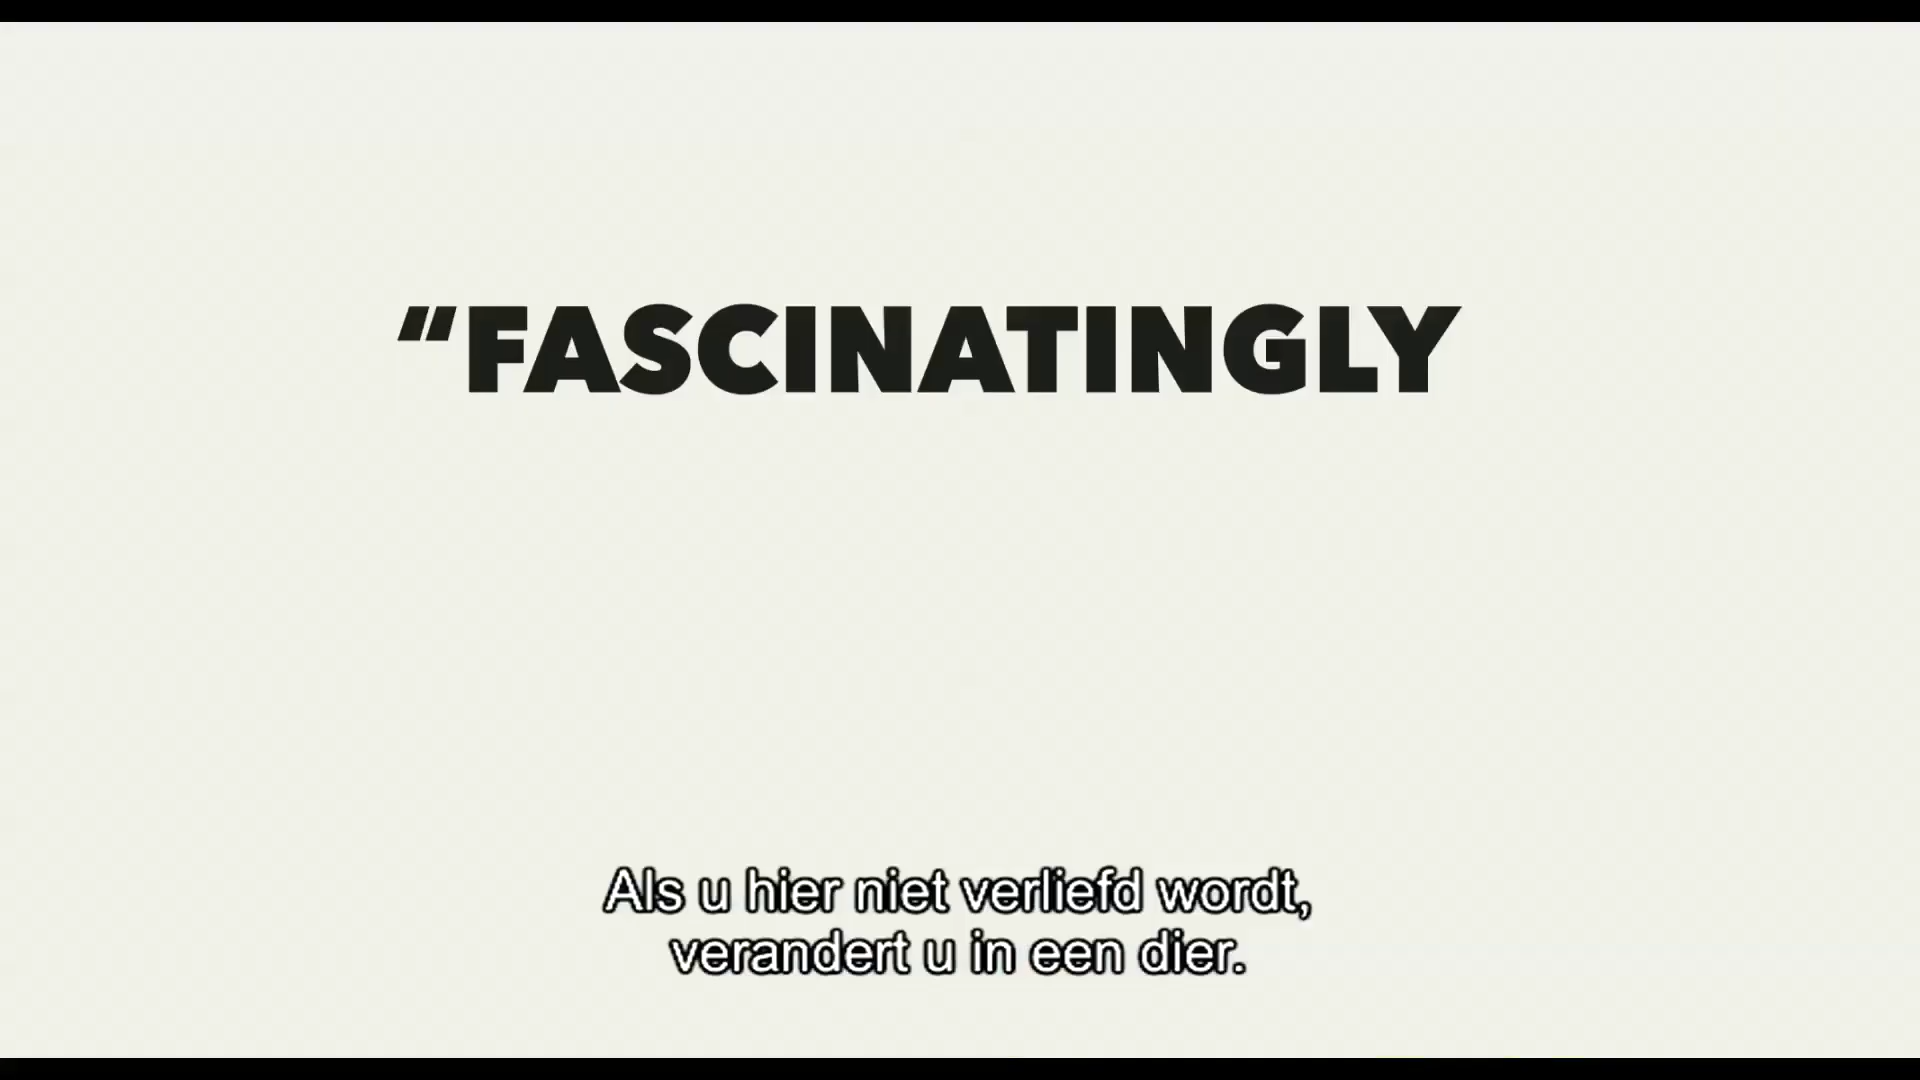 “FASCINATINGLY
Als u hier niet verliefd wordt,
verandert u in een dier.